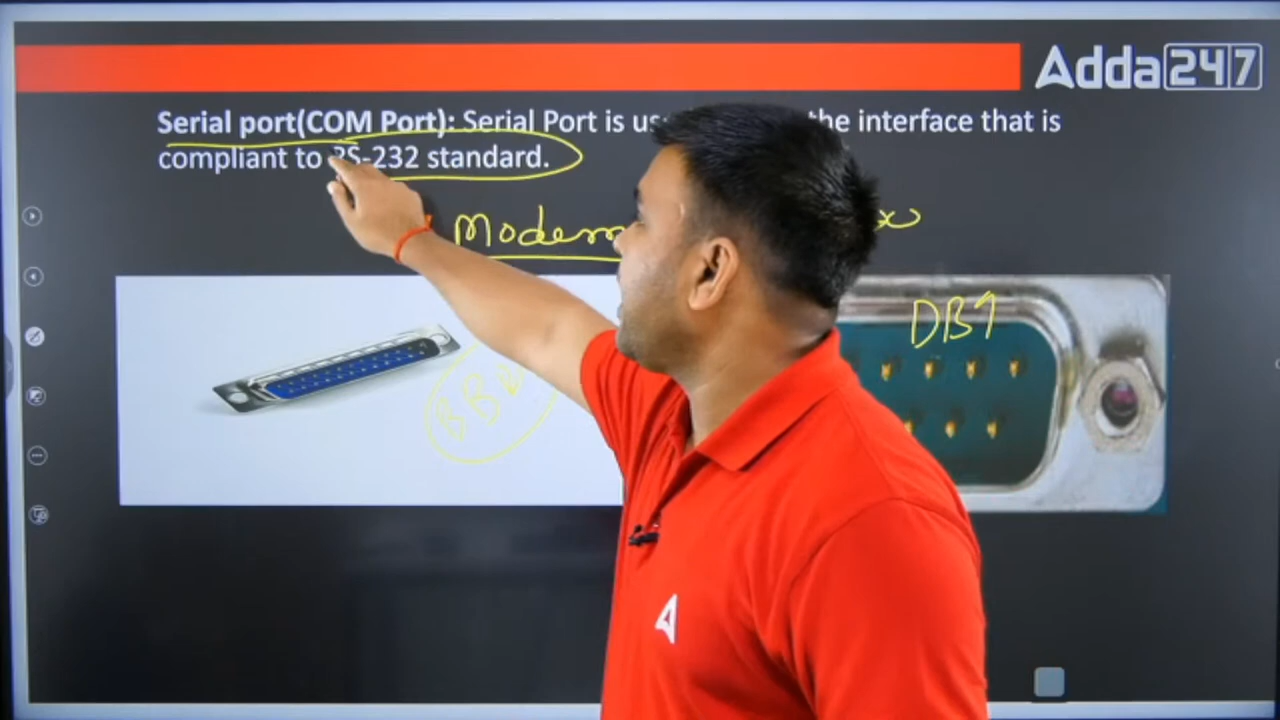 Adda247
Serial port(COM Port): Serial Port is us the interface that is
compliant to RS-232 standard.
Modem
DB9